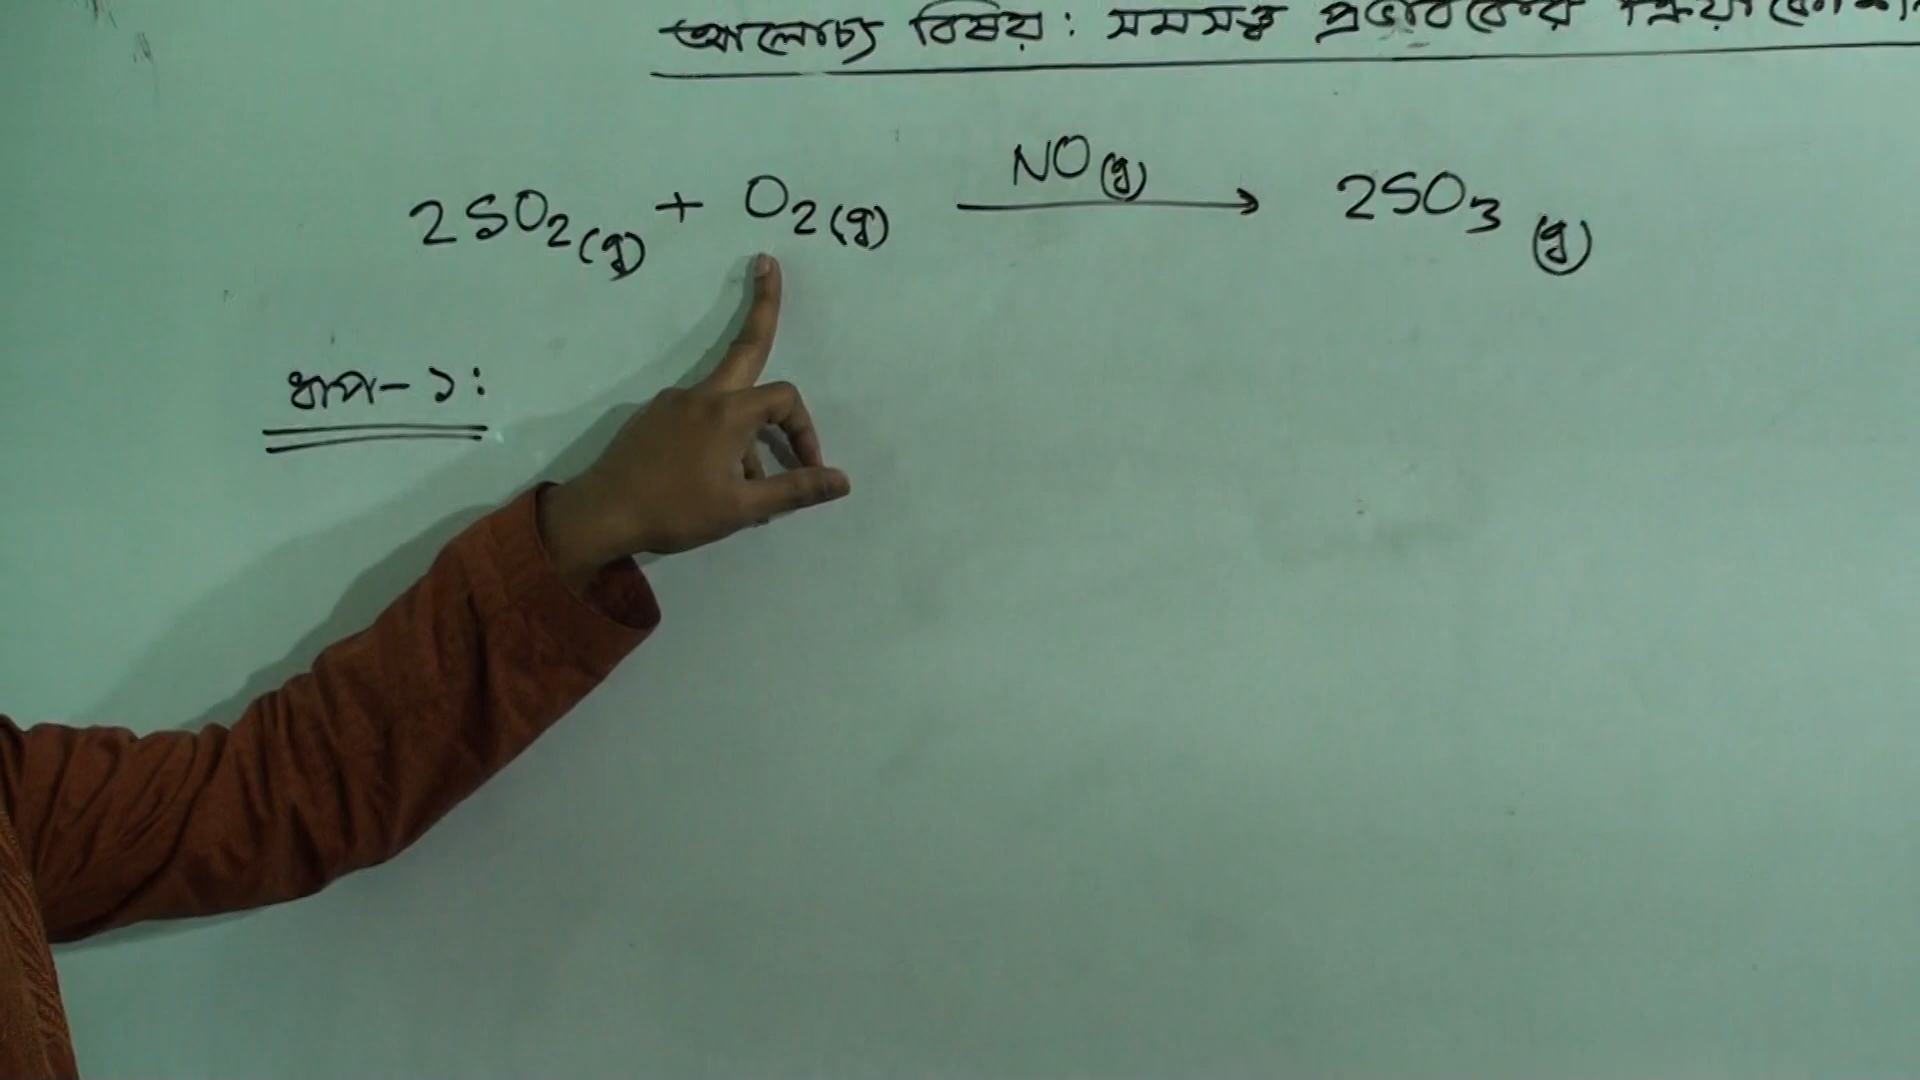 আলোচ্য বিষয় : সমসত্ত্ব প্রভাবকের ক্রিয়া
2SO₂(g) + O₂(g) NO(g) → 2SO₃(g)
ধাপ- ১ :